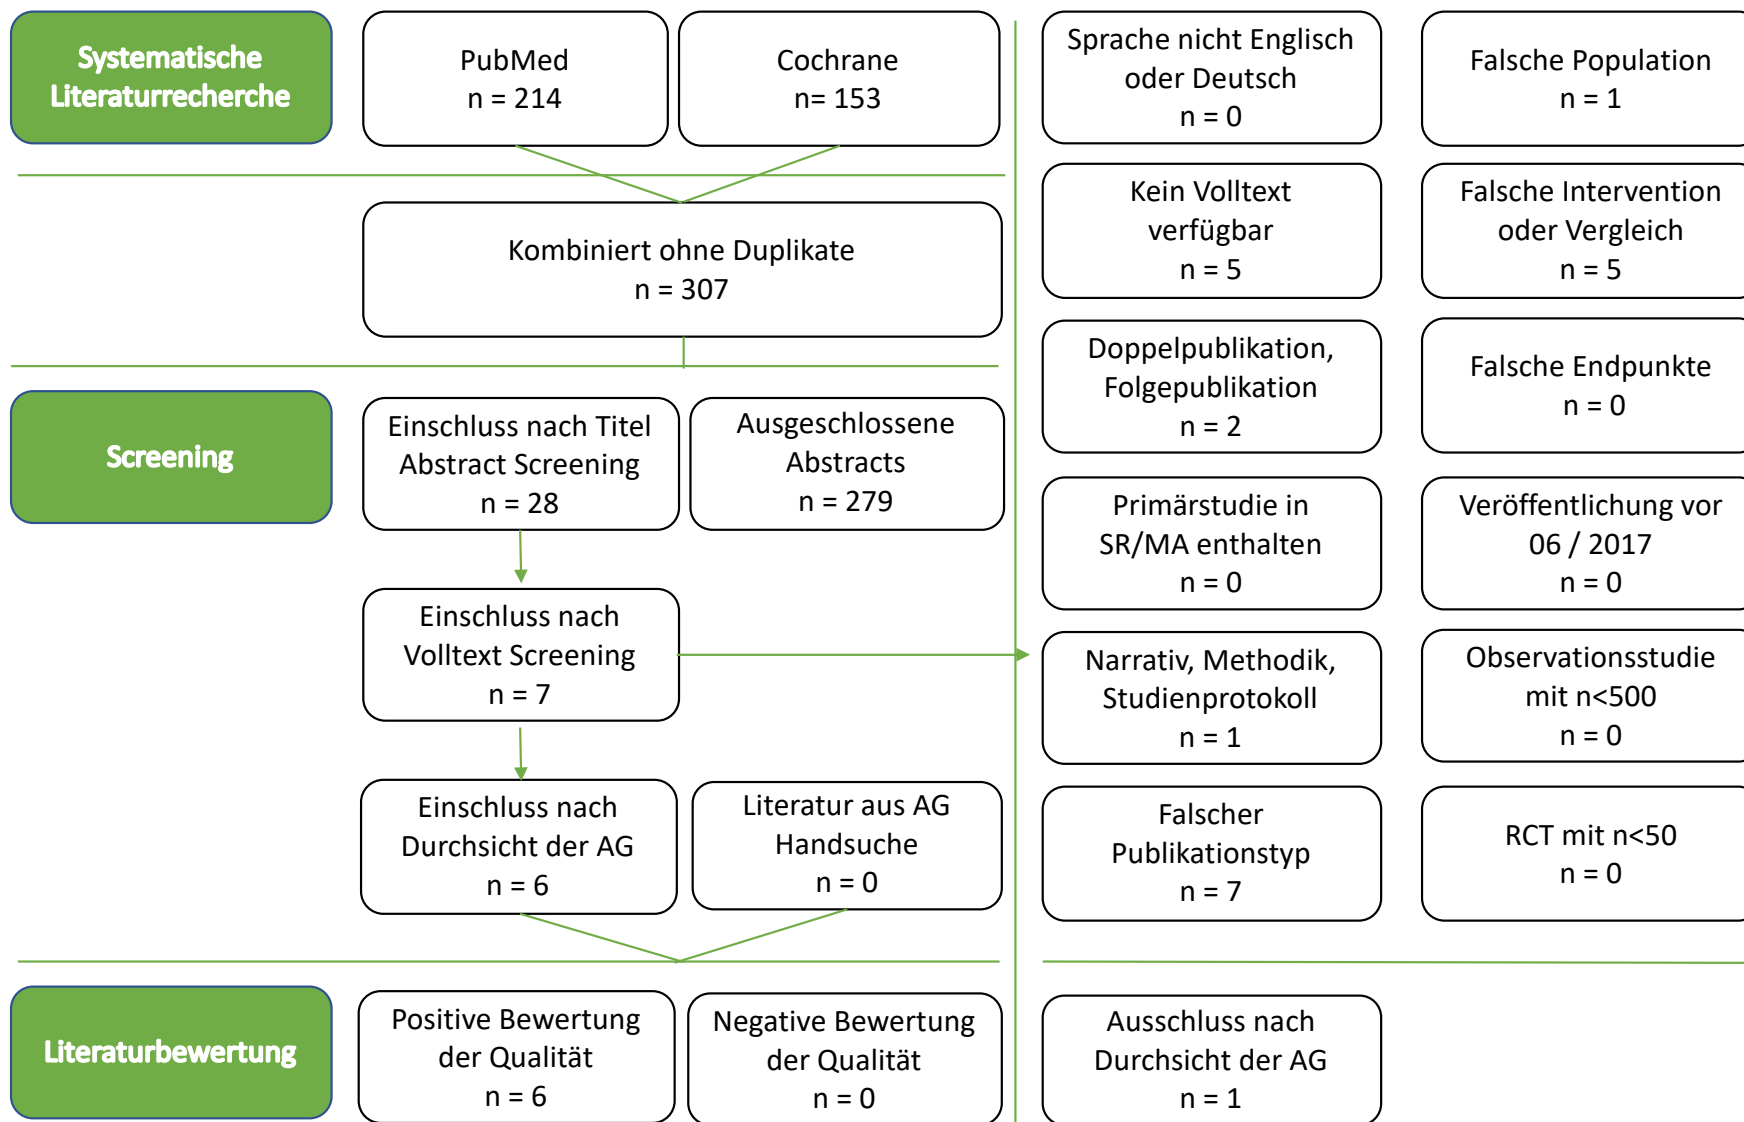 Systematische
Literaturrecherche
PubMed
n = 214
Cochrane
n= 153
Kombiniert ohne Duplikate
n = 307
Screening
Einschluss nach Titel
Abstract Screening
n = 28
Ausgeschlossene
Abstracts
n = 279
Einschluss nach
Volltext Screening
n = 7
Einschluss nach
Durchsicht der AG
n = 6
Literatur aus AG
Handsuche
n = 0
Literaturbewertung
Positive Bewertung
der Qualität
n = 6
Negative Bewertung
der Qualität
n = 0
Sprache nicht Englisch
oder Deutsch
n = 0
Falsche Population
n = 1
Kein Volltext
verfügbar
n = 5
Falsche Intervention
oder Vergleich
n = 5
Doppelpublikation,
Folgepublikation
n = 2
Falsche Endpunkte
n = 0
Primärstudie in
SR/MA enthalten
n = 0
Veröffentlichung vor
06 / 2017
n = 0
Narrativ, Methodik,
Studienprotokoll
n = 1
Observationsstudie
mit n<500
n = 0
Falscher
Publikationstyp
n = 7
RCT mit n<50
n = 0
Ausschluss nach
Durchsicht der AG
n = 1